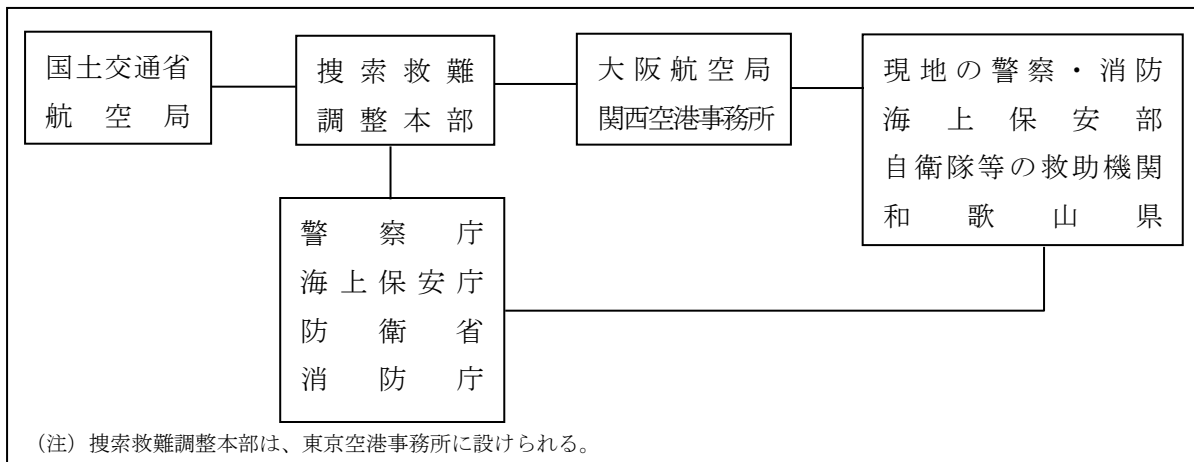 国土交通省
航空局
捜索救難
調整本部
大阪航空局
関西空港事務所
現地の警察・消防
海上保安部
自衛隊等の救助機関
和歌山県
警察庁
海上保安庁
防衛省
消防庁
（注）捜索救難調整本部は、東京空港事務所に設けられる。